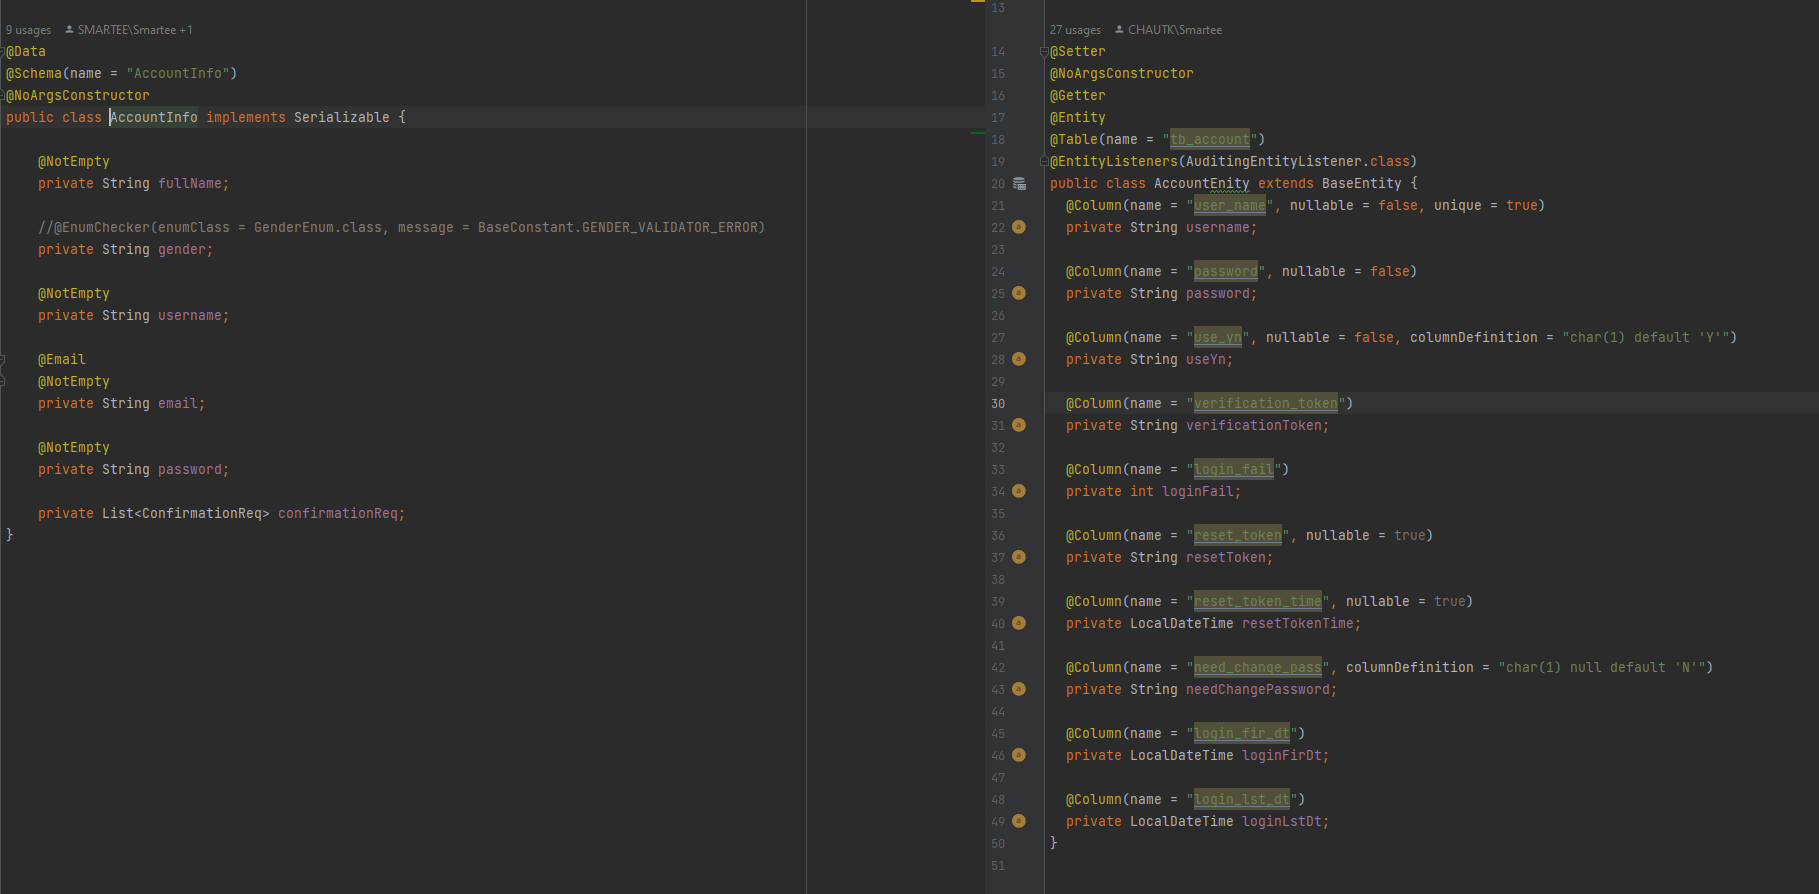 9 usages SMARTEE\Smartee +1
@Data
@Schema(name = "AccountInfo")
@NoArgsConstructor
public class AccountInfo implements Serializable {
@NotEmpty
private String fullName;
//@EnumChecker(enumClass = GenderEnum.class, message = BaseConstant.GENDER_VALIDATOR_ERROR)
private String gender;
@NotEmpty
private String username;
@Email
@NotEmpty
private String email;
@NotEmpty
private String password;
private List<ConfirmationReq> confirmationReq;
}
13
27 usages CHAUTK\Smartee
14 @Setter
15 @NoArgsConstructor
16 @Getter
17 @Entity
18 @Table(name = "tb_account")
19 @EntityListeners(AuditingEntityListener.class)
20 public class AccountEnity extends BaseEntity {
21 @Column(name = "user_name", nullable = false, unique = true)
22 a private String username;
23
24 @Column(name = "password", nullable = false)
25 a private String password;
26
27 @Column(name = "use_yn", nullable = false, columnDefinition = "char(1) default 'Y'")
28 a private String useYn;
29
30 @Column(name = "verification_token")
31 a private String verificationToken;
32
33 @Column(name = "login_fail")
34 a private int loginFail;
35
36 @Column(name = "reset_token", nullable = true)
37 a private String resetToken;
38
39 @Column(name = "reset_token_time", nullable = true)
40 a private LocalDateTime resetTokenTime;
41
42 @Column(name = "need_change_pass", columnDefinition = "char(1) null default 'N'")
43 a private String needChangePassword;
44
45 @Column(name = "login_fir_dt")
46 a private LocalDateTime loginFirDt;
47
48 @Column(name = "login_lst_dt")
49 a private LocalDateTime loginLstDt;
50 }
51